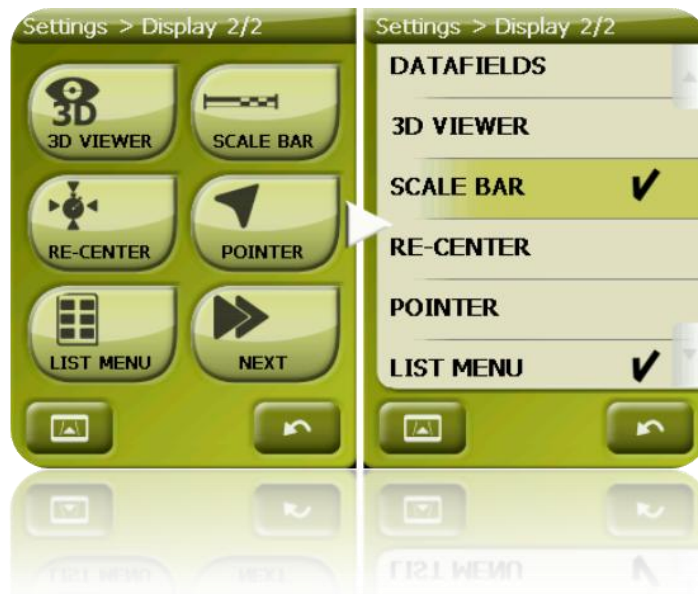 Settings > Display 2/2
3D
3D VIEWER
SCALE BAR
RE-CENTER
POINTER
LIST MENU
NEXT
Settings > Display 2/2
DATAFIELDS
3D VIEWER
SCALE BAR
RE-CENTER
POINTER
LIST MENU